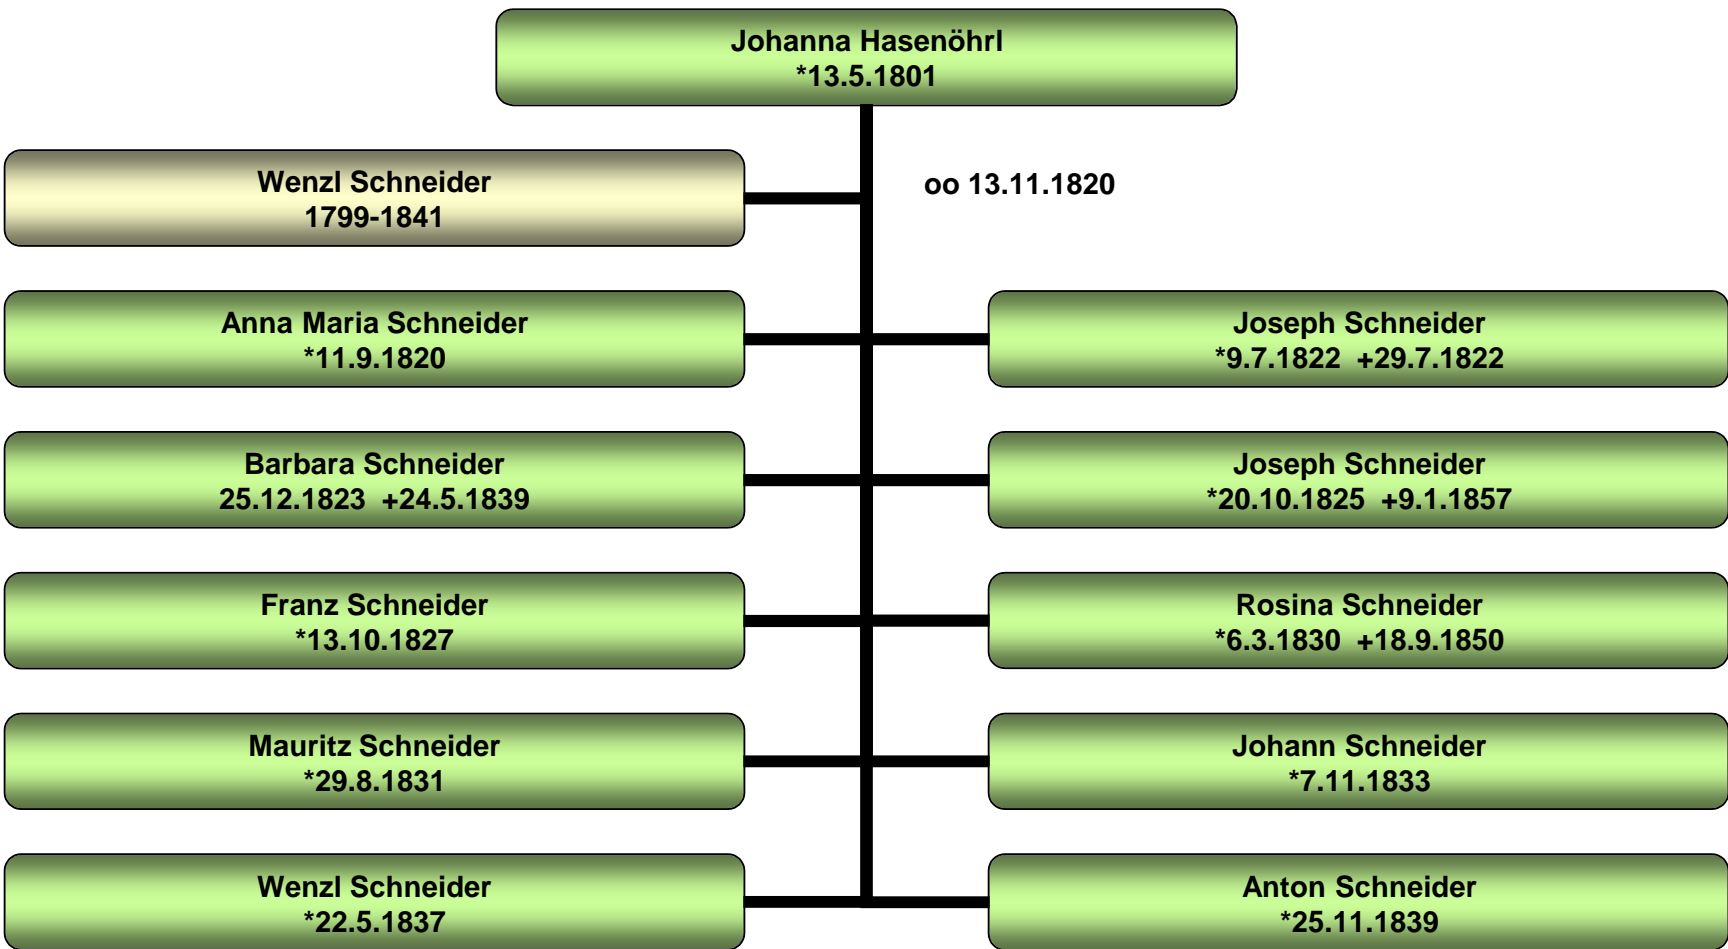 Johanna Hasenöhrl
*13.5.1801
Wenzl Schneider
1799-1841
oo 13.11.1820
Anna Maria Schneider
*11.9.1820
Joseph Schneider
*9.7.1822  +29.7.1822
Barbara Schneider
25.12.1823  +24.5.1839
Joseph Schneider
*20.10.1825  +9.1.1857
Franz Schneider
*13.10.1827
Rosina Schneider
*6.3.1830  +18.9.1850
Mauritz Schneider
*29.8.1831
Johann Schneider
*7.11.1833
Wenzl Schneider
*22.5.1837
Anton Schneider
*25.11.1839